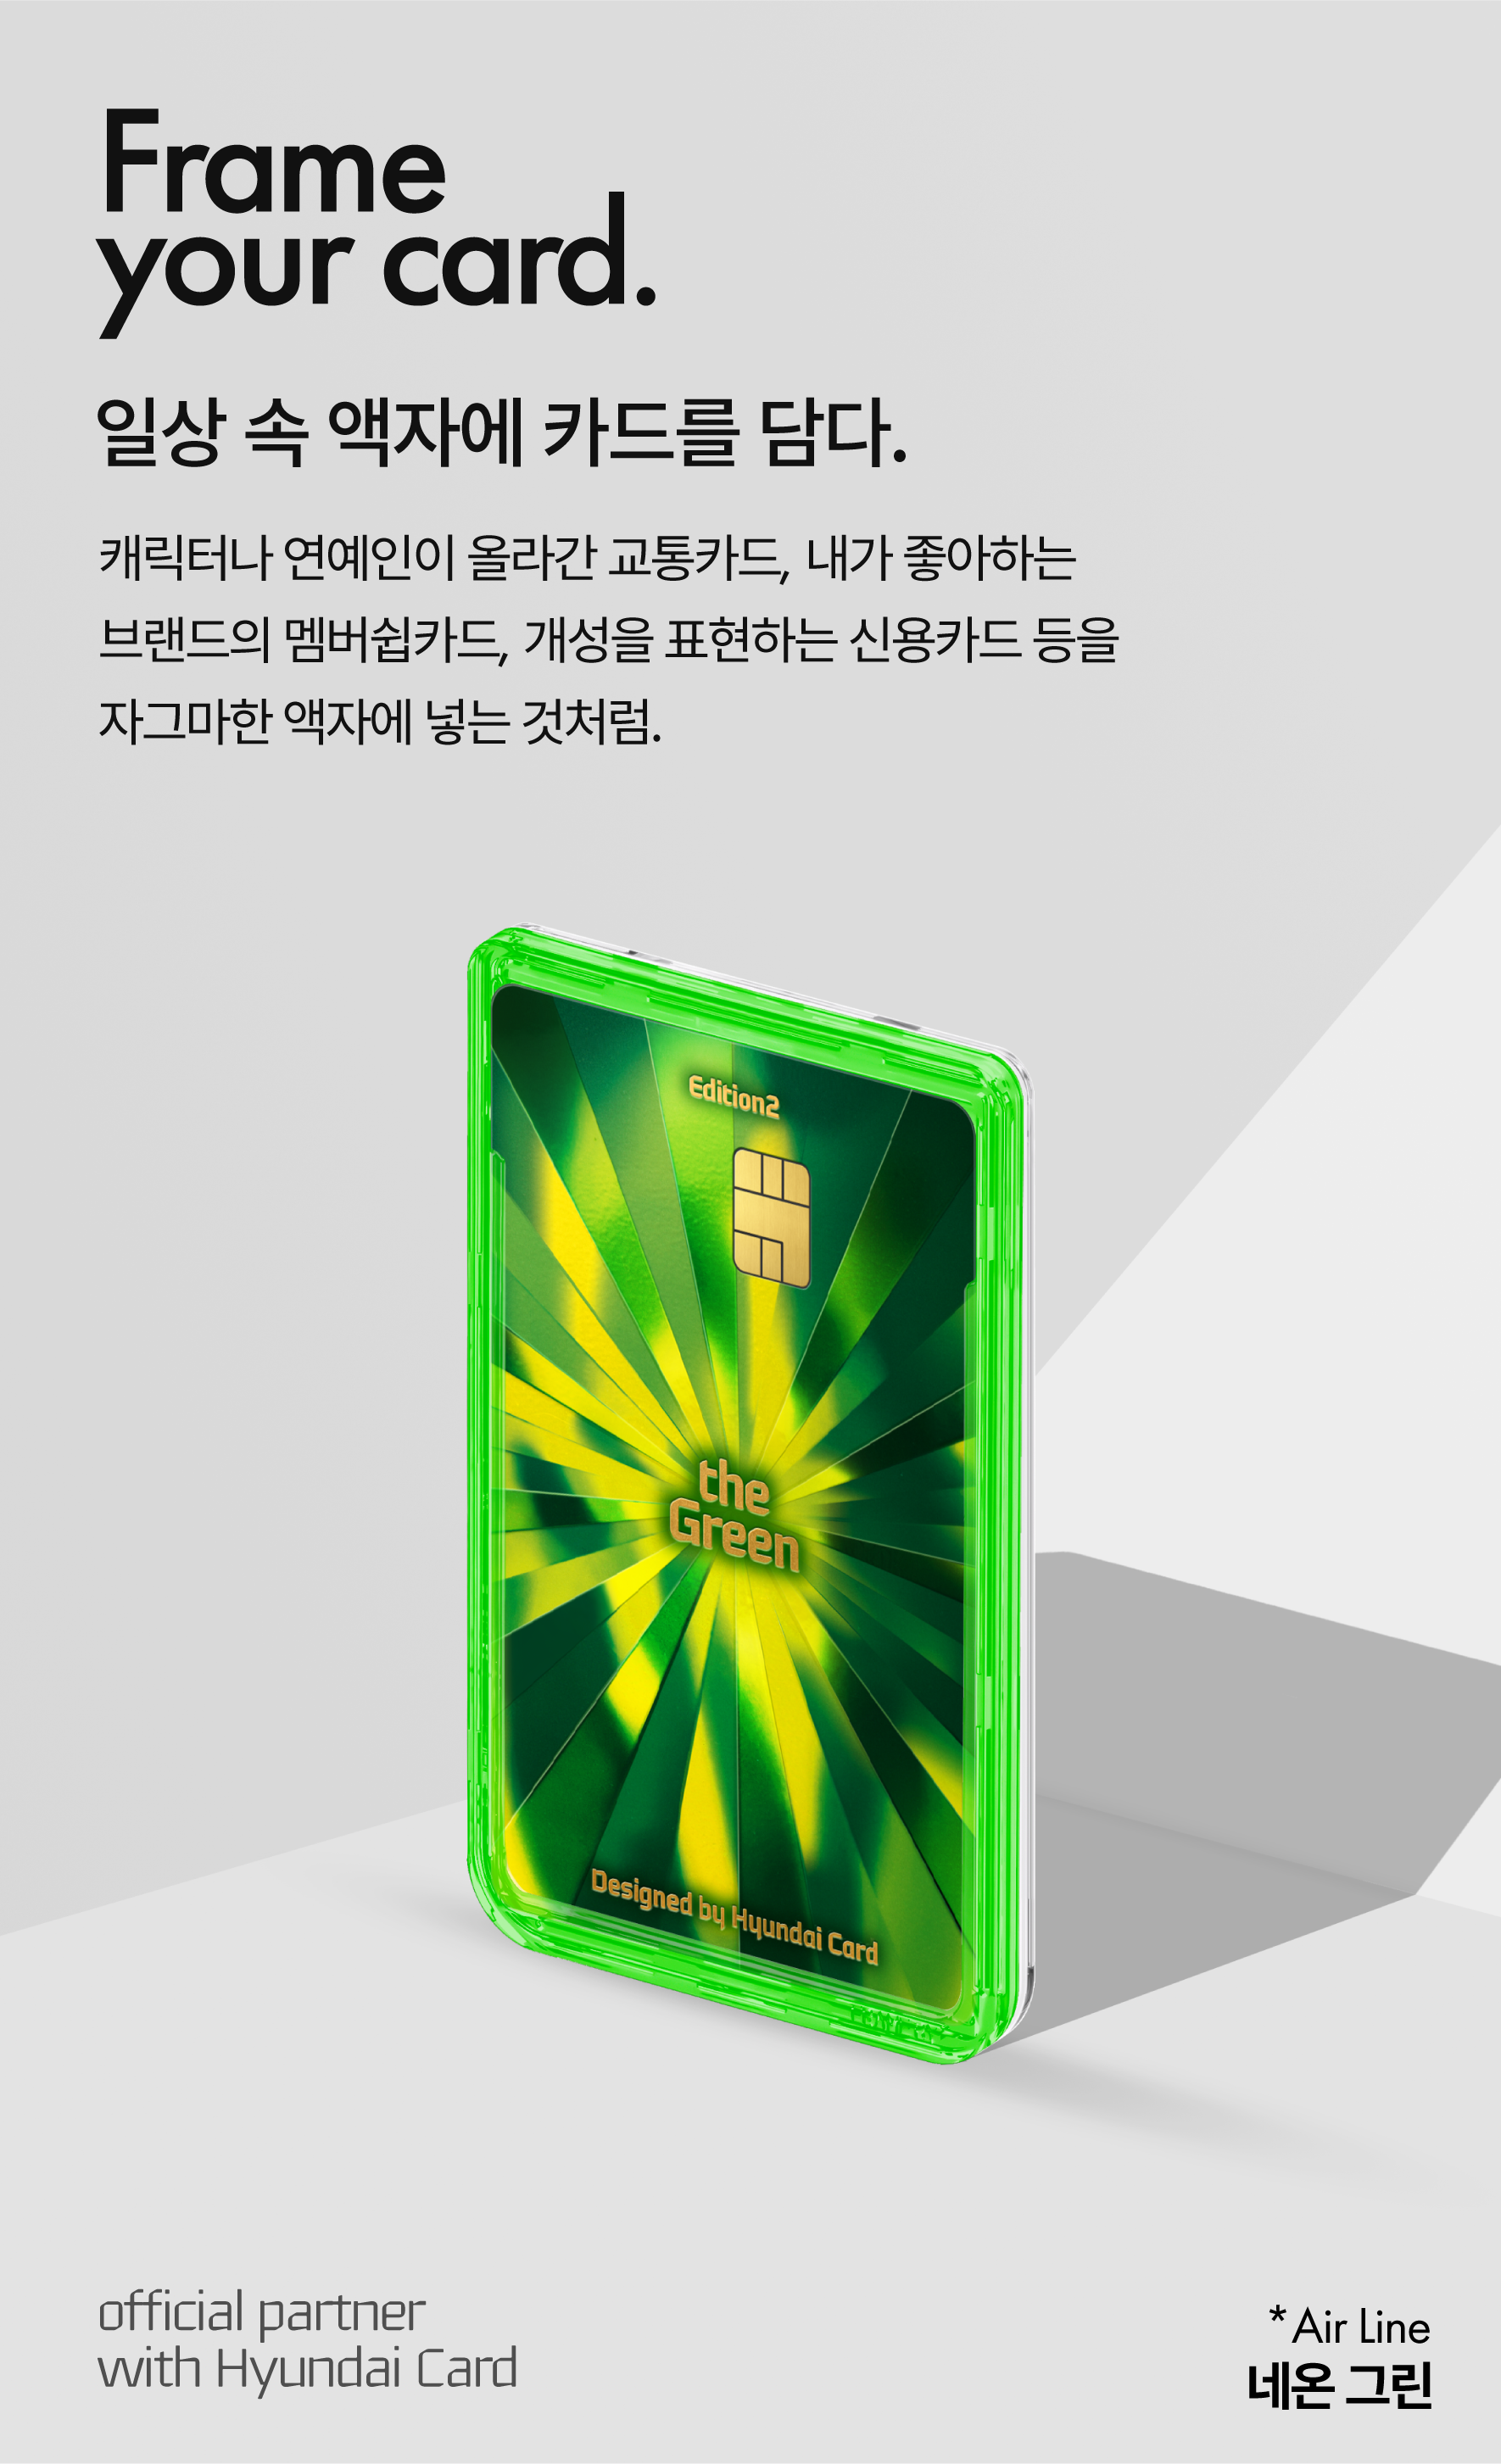 Frame
your card.
일상 속 액자에 카드를 담다.
캐릭터나 연예인이 올라간 교통카드, 내가 좋아하는
브랜드의 멤버쉽카드, 개성을 표현하는 신용카드 등을
자그마한 액자에 넣는 것처럼.
Edition2
the
Green
Designed by Hyundai Card
official partner
with Hyundai Card
*Air Line
네온 그린